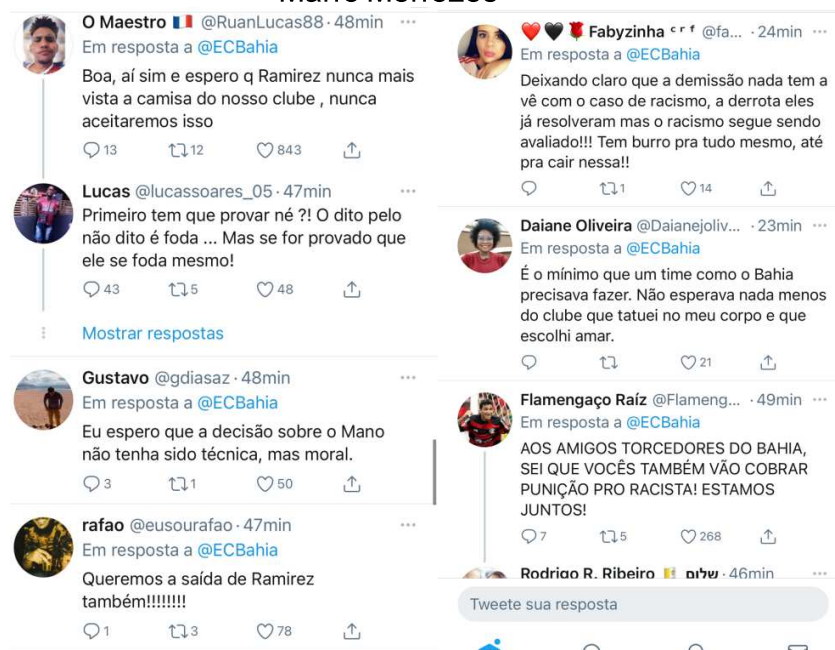 O Maestro 🇫🇷 @RuanLucas88 · 48min
Em resposta a @ECBahia
Boa, aí sim e espero q Ramirez nunca mais
vista a camisa do nosso clube , nunca
aceitaremos isso
13 12 843
Lucas @lucassoares_05 · 47min
Primeiro tem que provar né ?! O dito pelo
não dito é foda ... Mas se for provado que
ele se foda mesmo!
43 5 48
Mostrar respostas
Gustavo @gdiasaz · 48min
Em resposta a @ECBahia
Eu espero que a decisão sobre o Mano
não tenha sido técnica, mas moral.
3 1 50
rafao @eusourafao · 47min
Em resposta a @ECBahia
Queremos a saída de Ramirez
também!!!!!!!!
1 3 78
❤️🖤🌹 Fabyzinha ᶜ ʳ ᶠ @fa... · 24min
Em resposta a @ECBahia
Deixando claro que a demissão nada tem a
vê com o caso de racismo, a derrota eles
já resolveram mas o racismo segue sendo
avaliado!!! Tem burro pra tudo mesmo, até
pra cair nessa!!
1 14
Daiane Oliveira @Daianejoliv... · 23min
Em resposta a @ECBahia
É o mínimo que um time como o Bahia
precisava fazer. Não esperava nada menos
do clube que tatuei no meu corpo e que
escolhi amar.
21
Flamengaço Raíz @Flameng... · 49min
Em resposta a @ECBahia
AOS AMIGOS TORCEDORES DO BAHIA,
SEI QUE VOCÊS TAMBÉM VÃO COBRAR
PUNIÇÃO PRO RACISTA! ESTAMOS
JUNTOS!
7 5 268
Rodrigo R. Ribeiro שלום · 46min
Tweete sua resposta